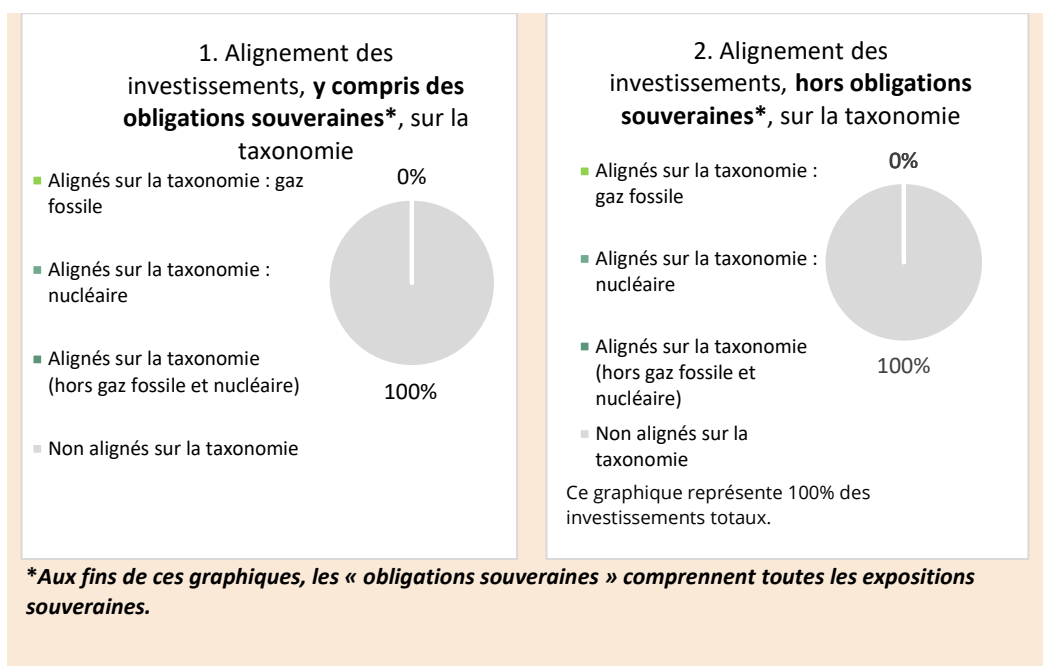 1. Alignement des
investissements, y compris des
obligations souveraines*, sur la
taxonomie
Alignés sur la taxonomie : gaz
fossile
Alignés sur la taxonomie :
nucléaire
Alignés sur la taxonomie
(hors gaz fossile et nucléaire)
Non alignés sur la taxonomie
0%
100%
2. Alignement des
investissements, hors obligations
souveraines*, sur la taxonomie
Alignés sur la taxonomie :
gaz fossile
Alignés sur la taxonomie :
nucléaire
Alignés sur la taxonomie
(hors gaz fossile et
nucléaire)
Non alignés sur la
taxonomie
0%
100%
Ce graphique représente 100% des
investissements totaux.
*Aux fins de ces graphiques, les « obligations souveraines » comprennent toutes les expositions
souveraines.